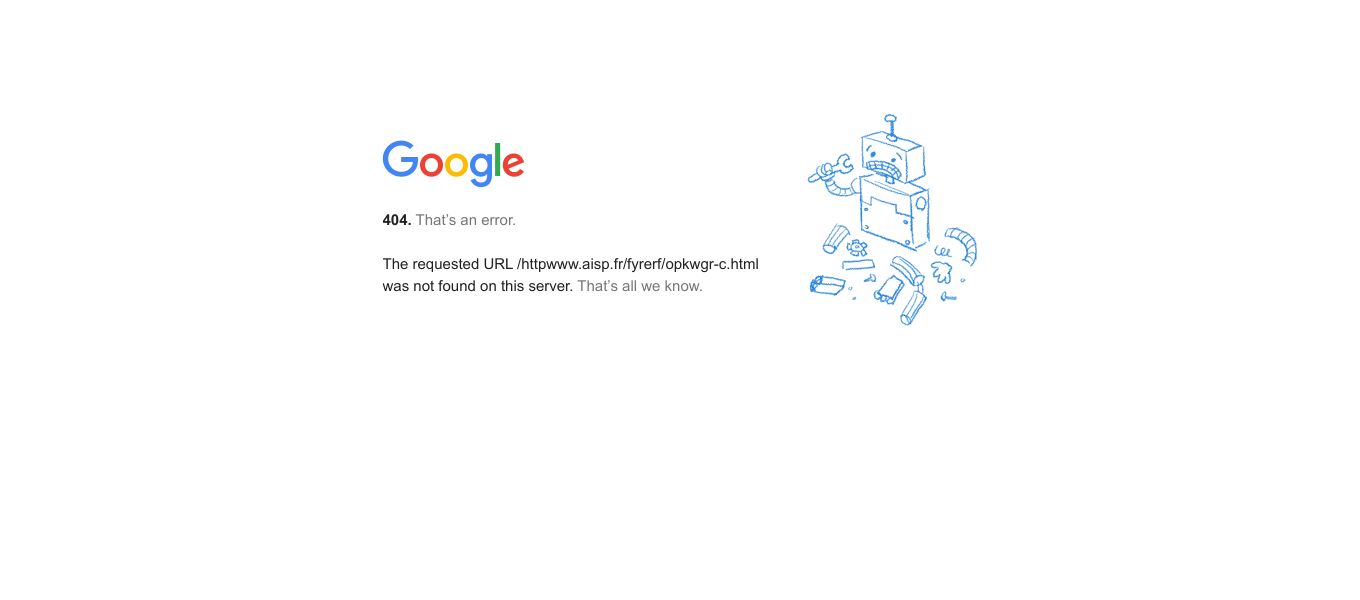 Google
404. That’s an error.
The requested URL /httpwww.aisp.fr/fyrerf/opkwgr-c.html
was not found on this server. That’s all we know.